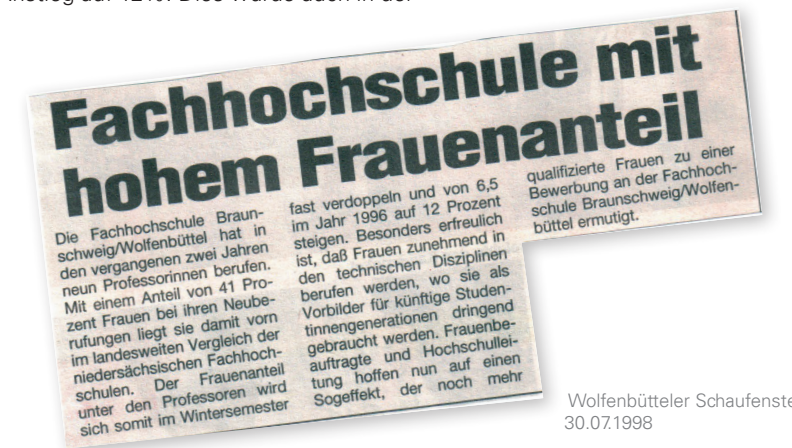 auf 12%. Dies wurde auch in der
Fachhochschule mit
hohem Frauenanteil
Die Fachhochschule Braun-
schweig/Wolfenbüttel hat in
den vergangenen zwei Jahren
neun Professorinnen berufen.
Mit einem Anteil von 41 Pro-
zent Frauen bei ihren Neube-
rufungen liegt sie damit vorn
im landesweiten Vergleich der
niedersächsischen Fachhoch-
schulen. Der Frauenanteil
unter den Professoren wird
sich somit im Wintersemester
fast verdoppeln und von 6,5
im Jahr 1996 auf 12 Prozent
steigen. Besonders erfreulich
ist, daß Frauen zunehmend in
den technischen Disziplinen
berufen werden, wo sie als
Vorbilder für künftige Studen-
tinnengenerationen dringend
gebraucht werden. Frauenbe-
auftragte und Hochschullei-
tung hoffen nun auf einen
Sogeffekt, der noch mehr
qualifizierte Frauen zu einer
Bewerbung an der Fachhoch-
schule Braunschweig/Wolfen-
büttel ermutigt.
Wolfenbütteler Schaufenste
30.07.1998